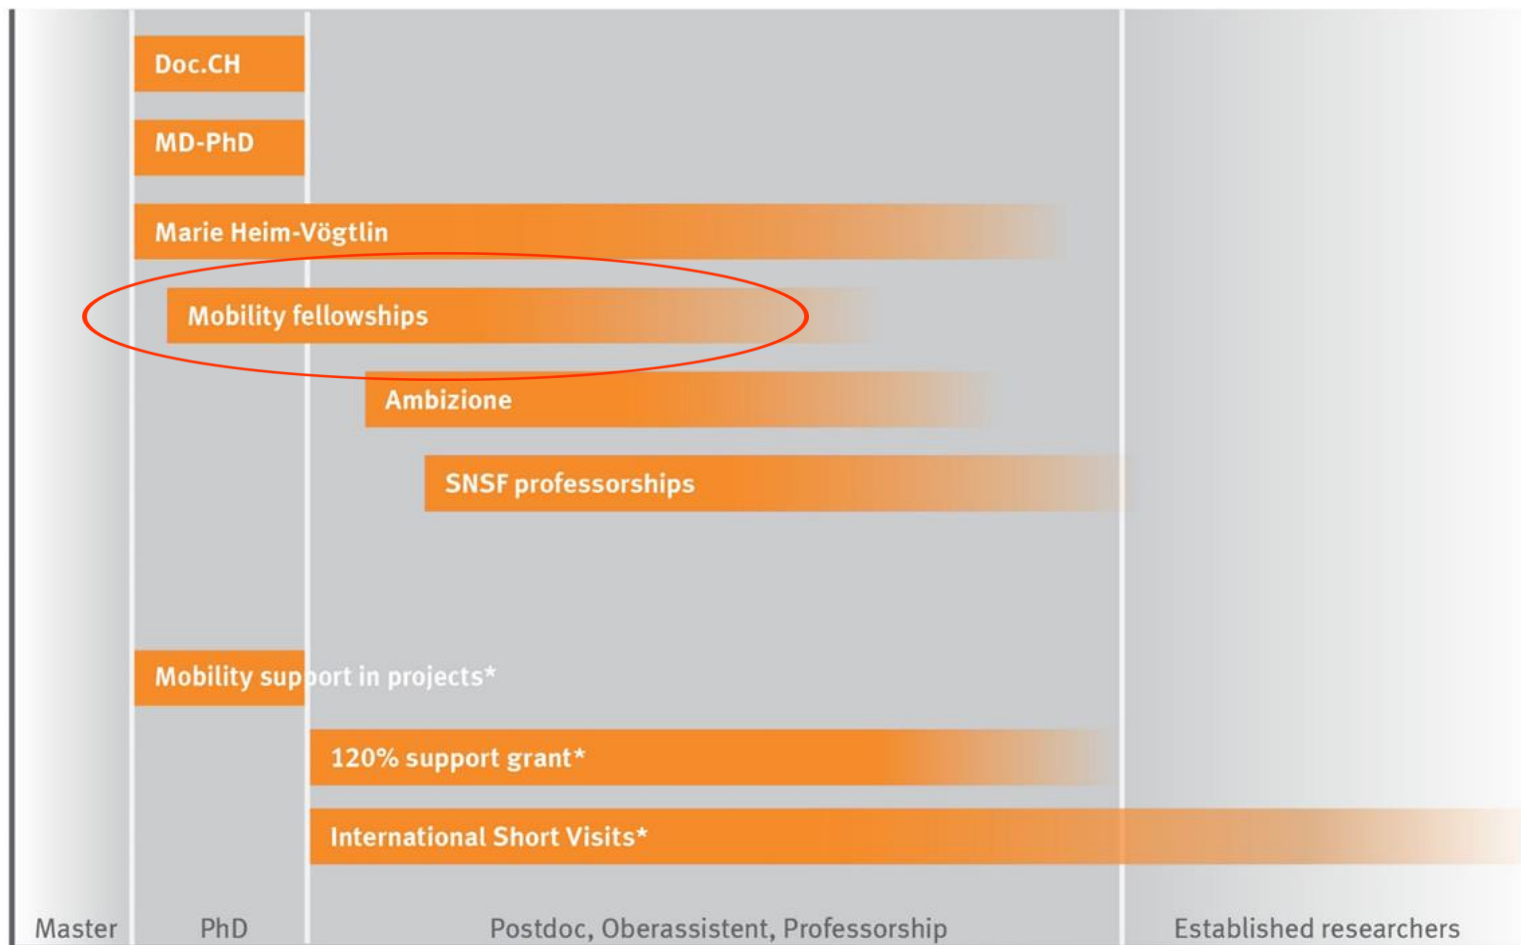 Doc.CH
MD-PhD
Marie Heim-Vögtlin
Mobility fellowships
Ambizione
SNSF professorships
Mobility support in projects*
120% support grant*
International Short Visits*
Master PhD Postdoc, Oberassistent, Professorship Established researchers